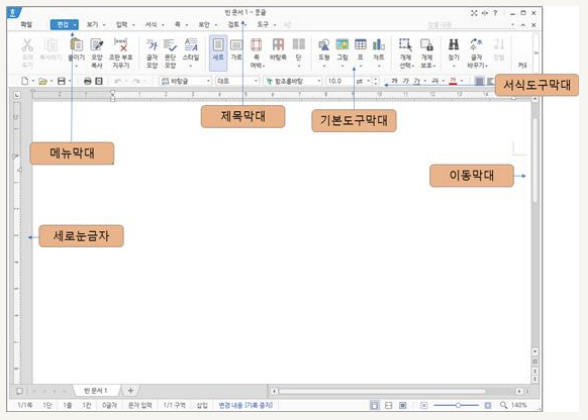 빈 문서 1 - 훈글
파일 편집 보기 입력 서식 쪽 보안 검토 도구
오려 두기 복사하기 붙이기 모양 복사 조판 부호 지우기 글자 모양 문단 모양 스타일 세로 가로 쪽 여백 바탕쪽 단 도형 그림 표 차트 개체 선택 개체 보호 찾기 글자 바꾸기 정렬
바탕글 대표 함초롬바탕 10.0 pt 가 가 가 가 가
서식도구막대
제목막대
기본도구막대
메뉴막대
이동막대
세로눈금자
빈 문서 1
1/1쪽 1단 1줄 1칸 0글자 문자 입력 1/1 구역 삽입 변경 내용 [기록 중지] 140%